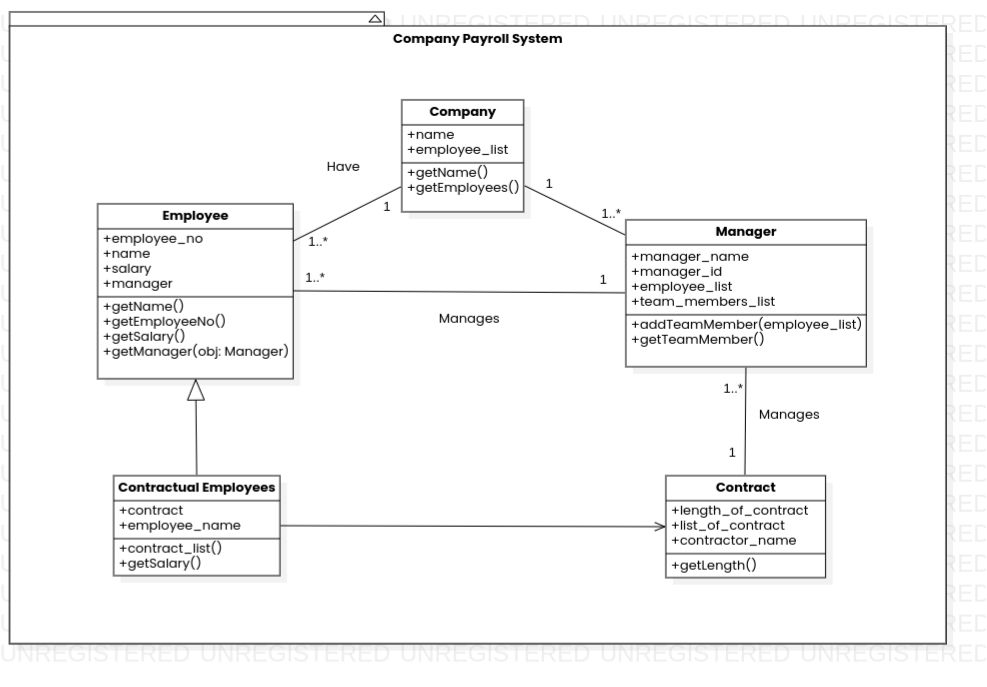 UNREGISTERED UNREGISTERED UNREGISTERED UNREGISTERED UNREGISTERED
Company Payroll System
Company
+name
+employee_list
+getName()
+getEmployees()
Have
1
1..*
1
1..*
Employee
+employee_no
+name
+salary
+manager
+getName()
+getEmployeeNo()
+getSalary()
+getManager(obj: Manager)
Manager
+manager_name
+manager_id
+employee_list
+team_members_list
+addTeamMember(employee_list)
+getTeamMember()
1..*
1
Manages
1..*
Manages
1
Contractual Employees
+contract
+employee_name
+contract_list()
+getSalary()
Contract
+length_of_contract
+list_of_contract
+contractor_name
+getLength()
UNREGISTERED UNREGISTERED UNREGISTERED UNREGISTERED UNREGISTERED